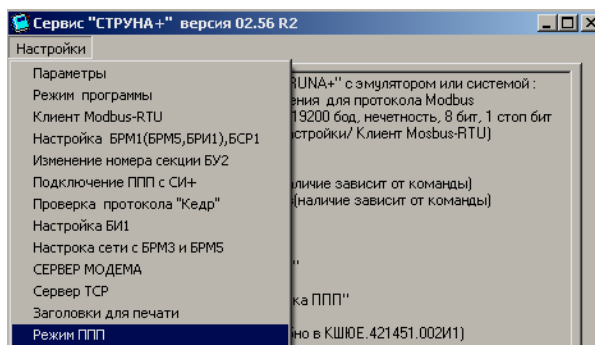 Сервис "СТРУНА+" версия 02.56 R2
Настройки
Параметры
Режим программы
Клиент Modbus-RTU
Настройка БРМ1(БРМ5,БРИ1),БСР1
Изменение номера секции БУ2
Подключение ППП с СИ+
Проверка протокола "Кедр"
Настройка БИ1
Настрока сети с БРМ3 и БРМ5
СЕРВЕР МОДЕМА
Сервер TCP
Заголовки для печати
Режим ППП
RUNA+" с эмулятором или системой :
ения для протокола Modbus
19200 бод, нечетность, 8 бит, 1 стоп бит
стройки/ Клиент Mosbus-RTU)
личие зависит от команды)
(наличие зависит от команды)
"
ка ППП"
но в КШЮЕ.421451.002И1)